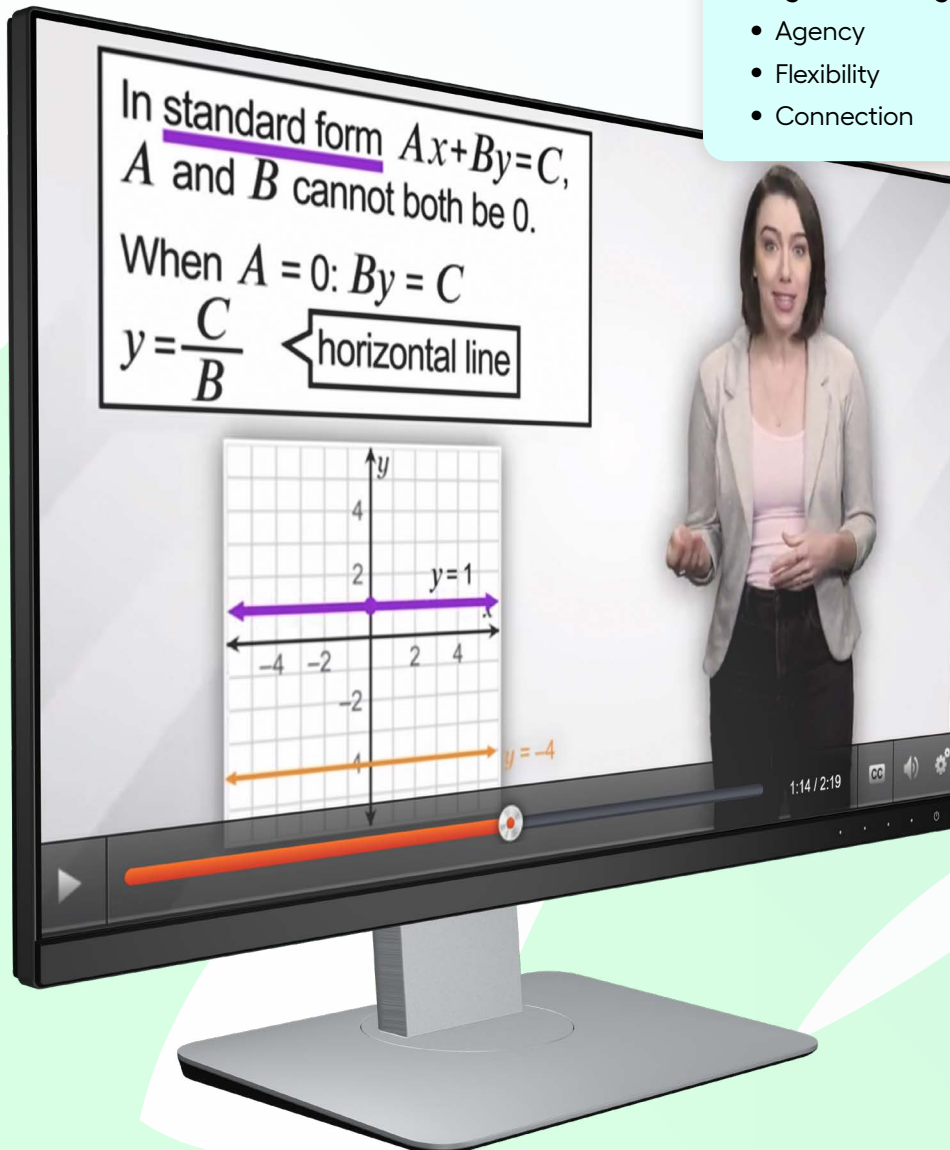 • Agency
• Flexibility
• Connection
In standard form Ax+By=C,
A and B cannot both be 0.
When A = 0: By = C
y = C/B
horizontal line
y
4
2
y = 1
x
−4 −2 2 4
−2
y = −4
1:14 / 2:19
CC